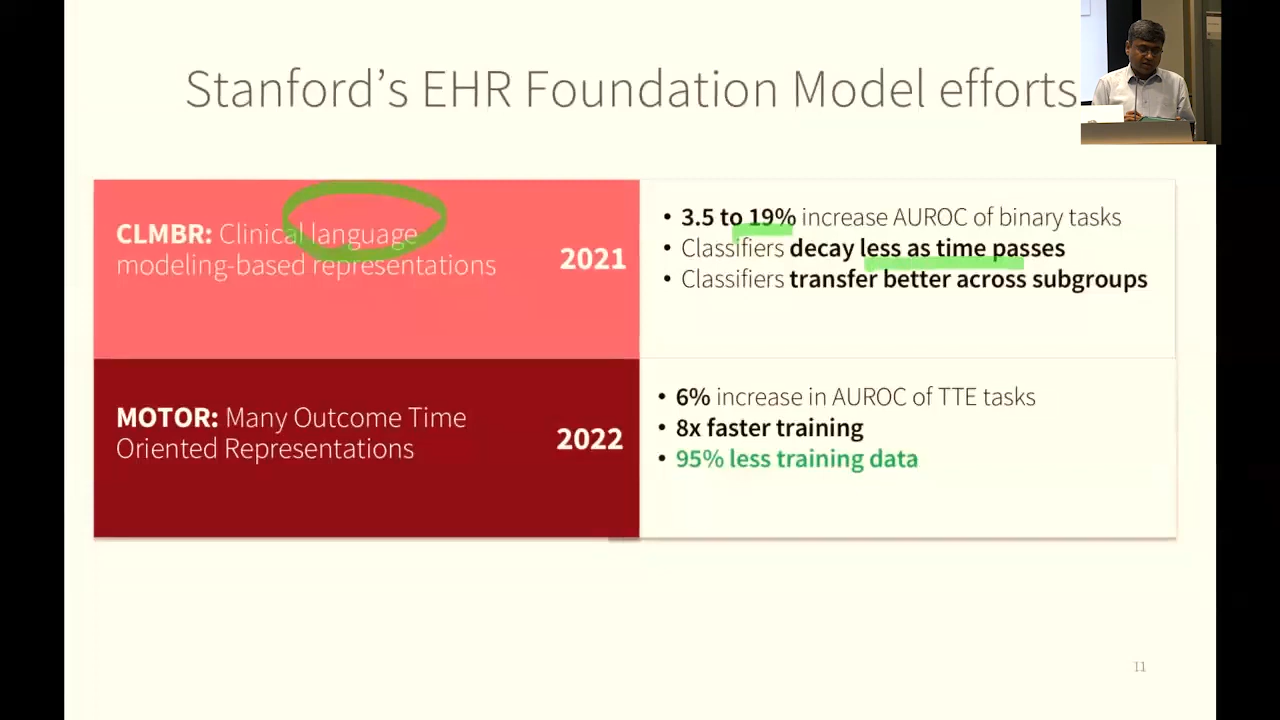 Stanford’s EHR Foundation Model efforts
CLMBR: Clinical language
modeling-based representations
2021
• 3.5 to 19% increase AUROC of binary tasks
• Classifiers decay less as time passes
• Classifiers transfer better across subgroups
MOTOR: Many Outcome Time
Oriented Representations
2022
• 6% increase in AUROC of TTE tasks
• 8x faster training
• 95% less training data
11